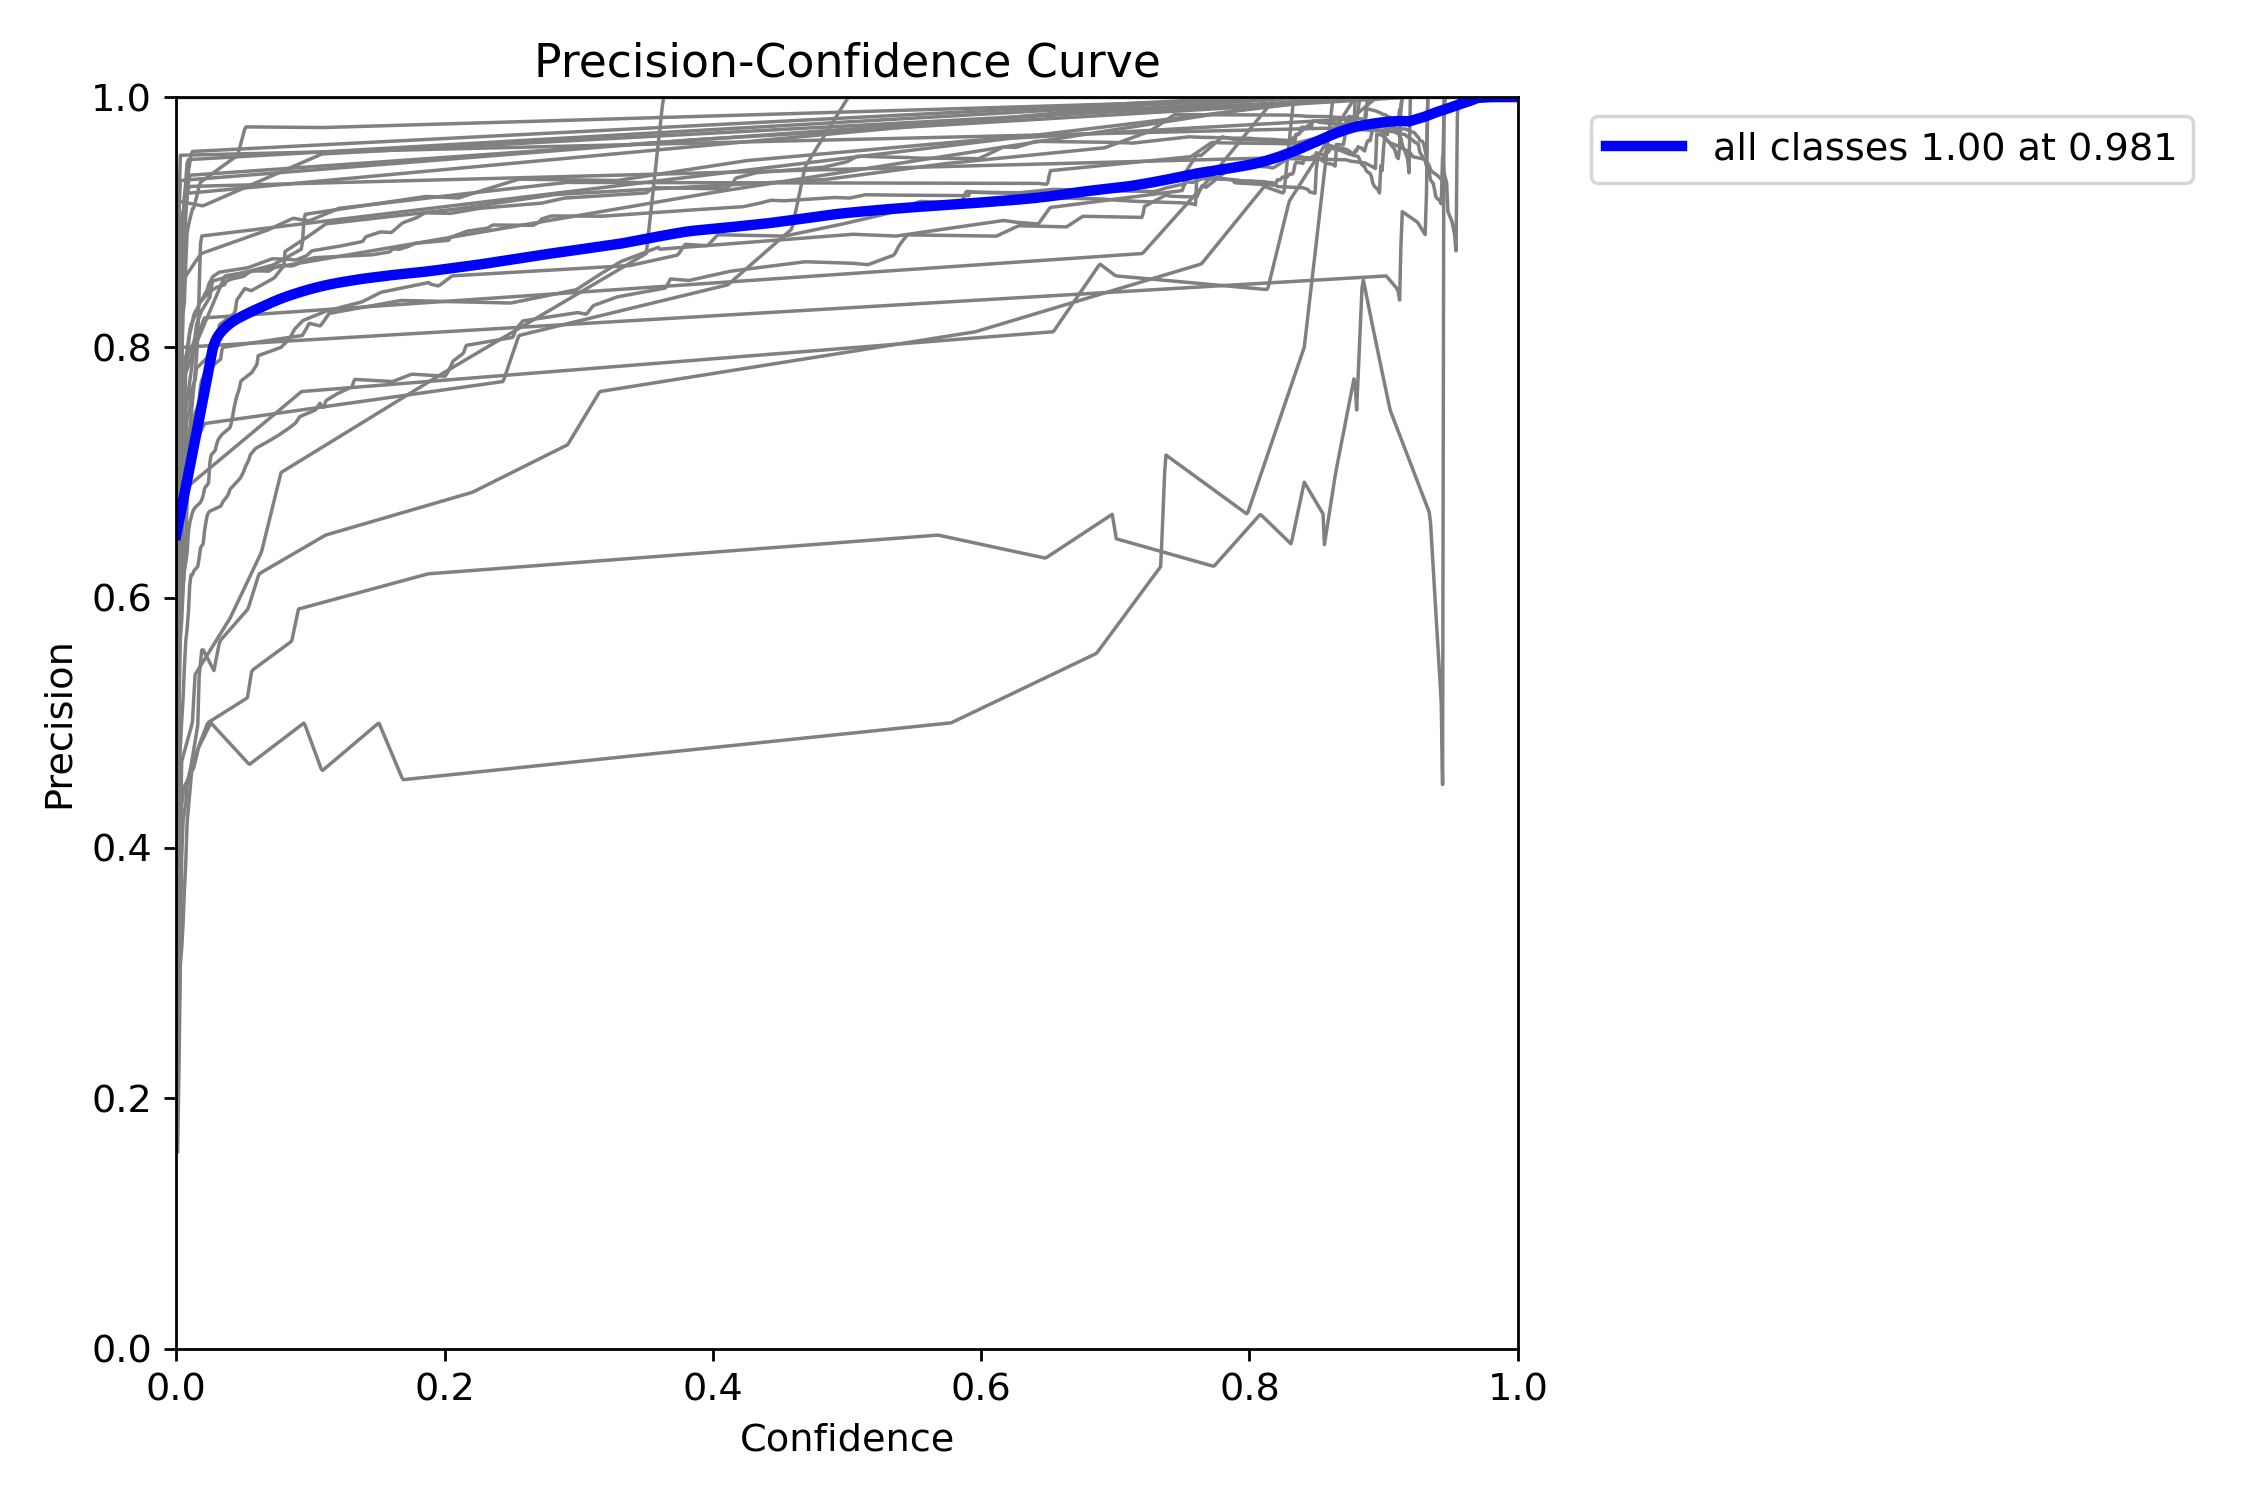 Precision-Confidence Curve
1.0
0.8
0.6
0.4
0.2
0.0
Precision
0.0 0.2 0.4 0.6 0.8 1.0
Confidence
all classes 1.00 at 0.981